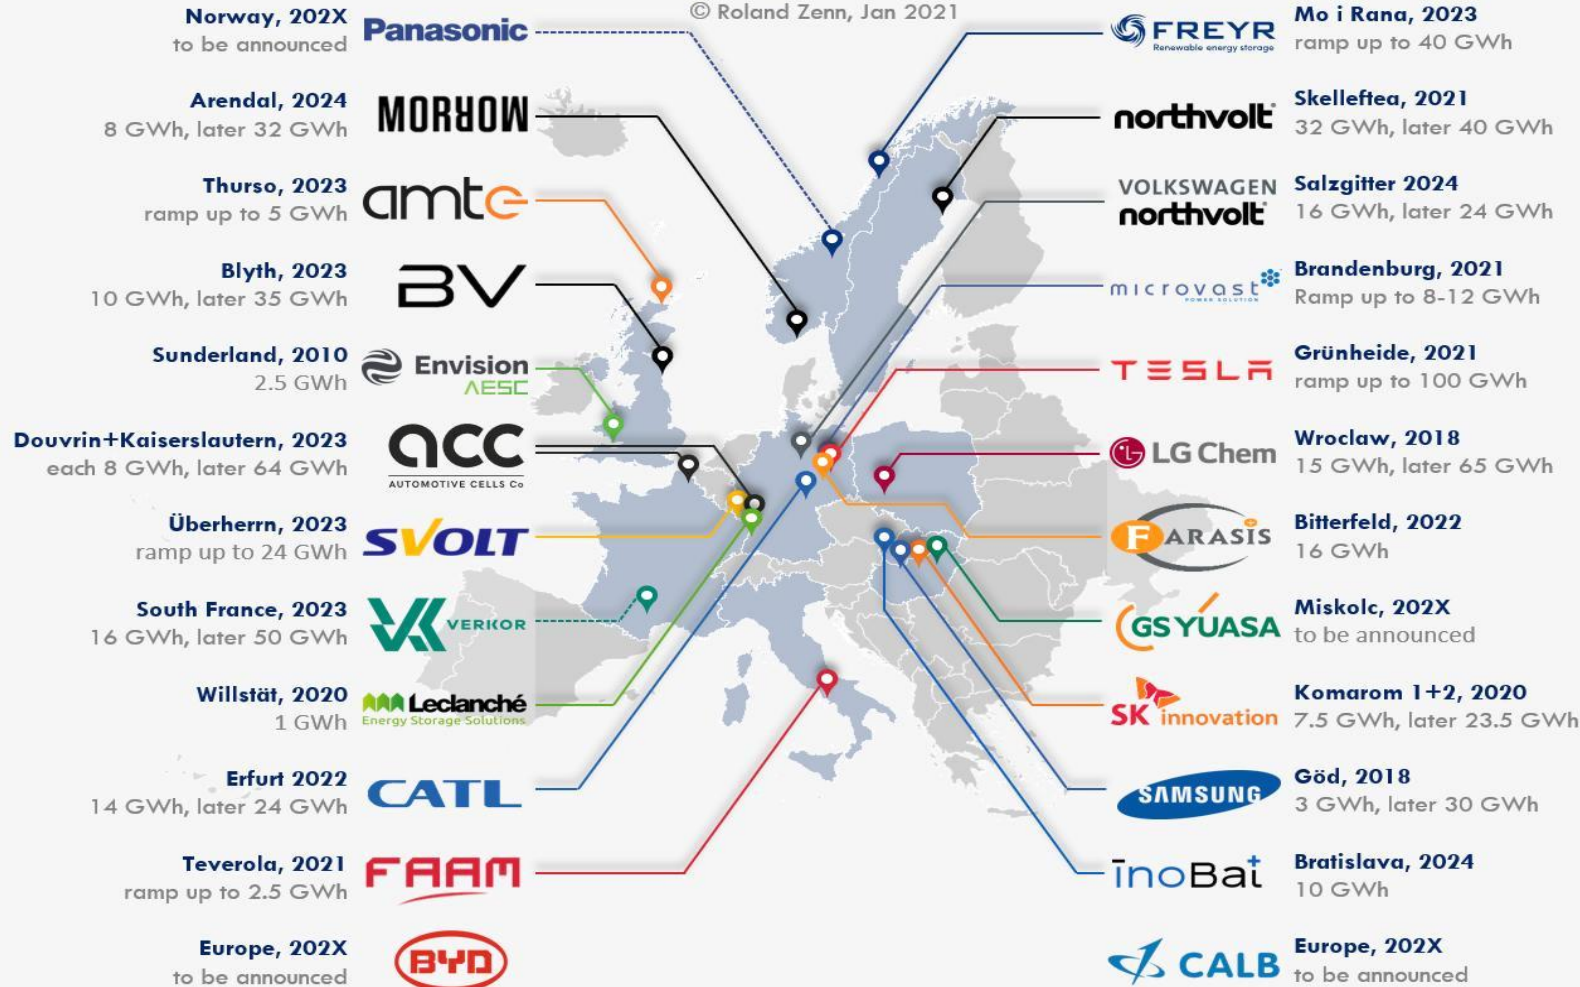 © Roland Zenn, Jan 2021
Norway, 202X
to be announced
Panasonic
Arendal, 2024
8 GWh, later 32 GWh
MORROW
Thurso, 2023
ramp up to 5 GWh
amte
Blyth, 2023
10 GWh, later 35 GWh
BV
Sunderland, 2010
2.5 GWh
Envision
AESC
Douvrin+Kaiserslautern, 2023
each 8 GWh, later 64 GWh
acc
AUTOMOTIVE CELLS Co
Überherrn, 2023
ramp up to 24 GWh
SVOLT
South France, 2023
16 GWh, later 50 GWh
VERKOR
Willstät, 2020
1 GWh
Leclanché
Energy Storage Solutions
Erfurt 2022
14 GWh, later 24 GWh
CATL
Teverola, 2021
ramp up to 2.5 GWh
FAAM
Europe, 202X
to be announced
BYD
FREYR
Renewable energy storage
Mo i Rana, 2023
ramp up to 40 GWh
northvolt
Skelleftea, 2021
32 GWh, later 40 GWh
VOLKSWAGEN
northvolt
Salzgitter 2024
16 GWh, later 24 GWh
microvast
POWER SOLUTION
Brandenburg, 2021
Ramp up to 8-12 GWh
TESLA
Grünheide, 2021
ramp up to 100 GWh
LG Chem
Wroclaw, 2018
15 GWh, later 65 GWh
FARASIS
Bitterfeld, 2022
16 GWh
GS YUASA
Miskolc, 202X
to be announced
SK innovation
Komarom 1+2, 2020
7.5 GWh, later 23.5 GWh
SAMSUNG
Göd, 2018
3 GWh, later 30 GWh
inoBat
Bratislava, 2024
10 GWh
CALB
Europe, 202X
to be announced